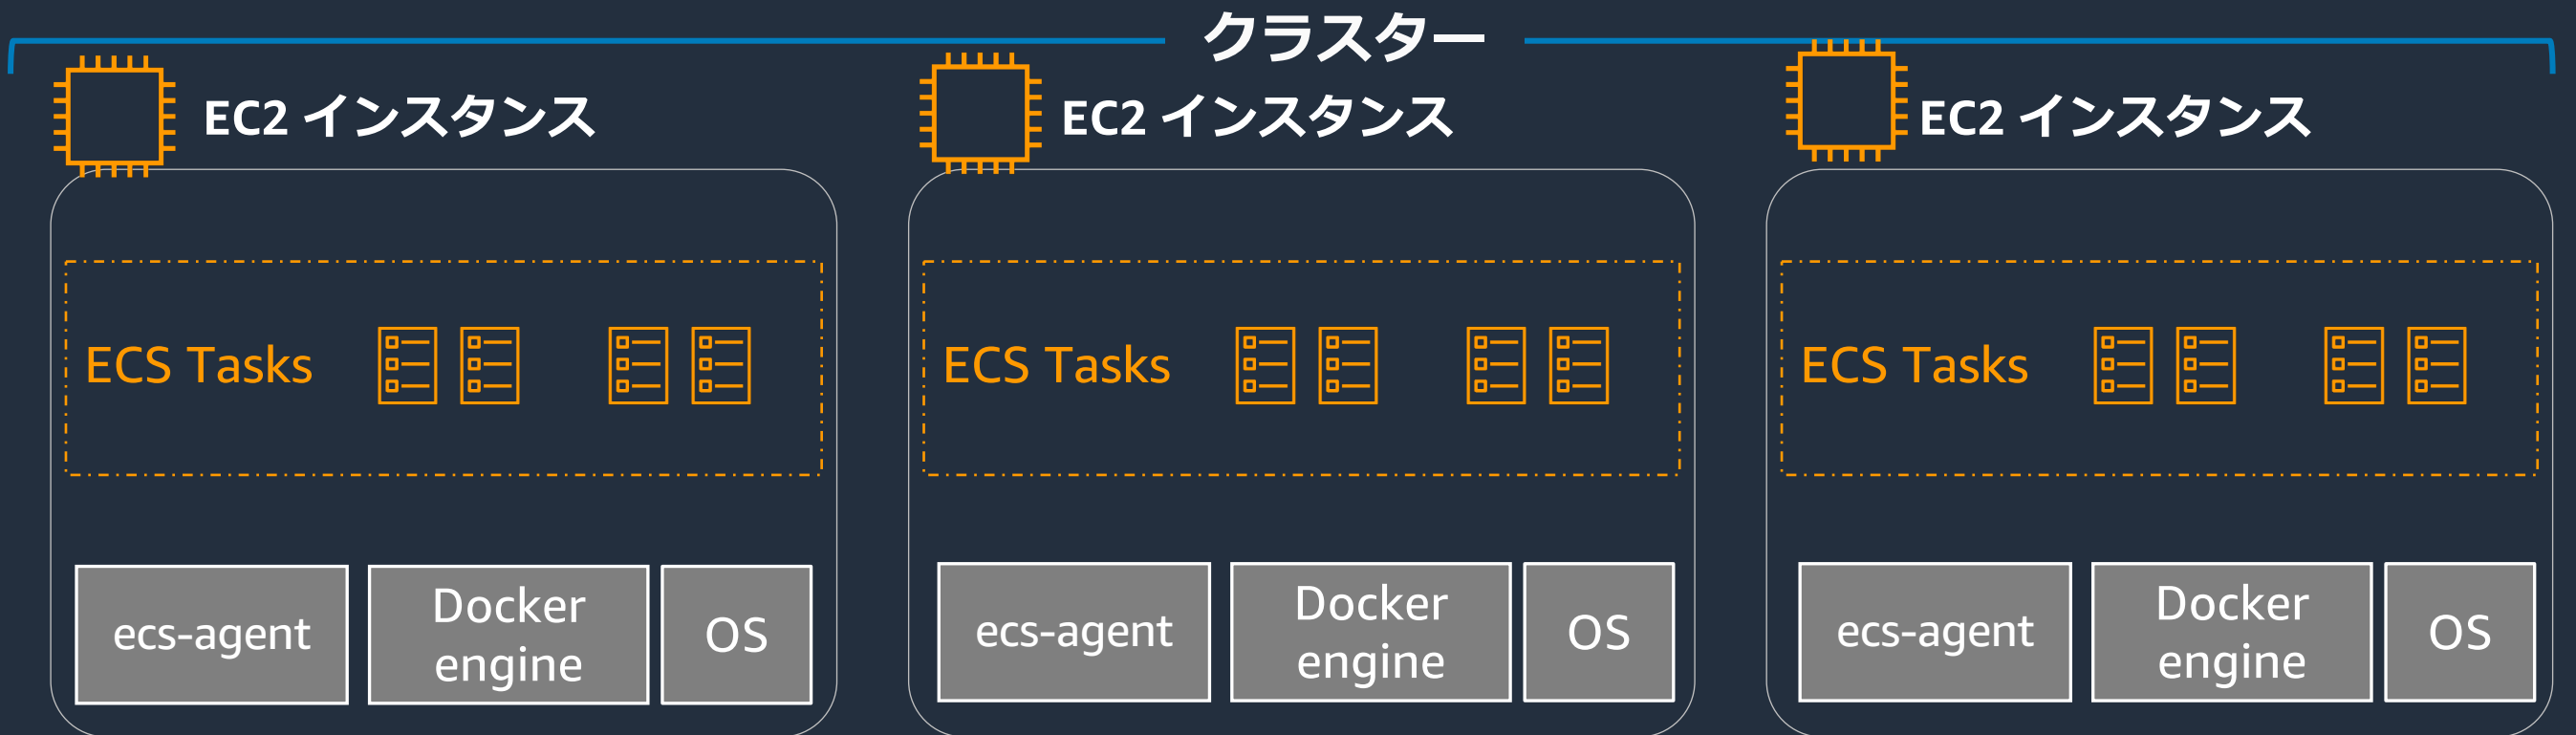 クラスター
EC2 インスタンス
EC2 インスタンス
EC2 インスタンス
ECS Tasks
ECS Tasks
ECS Tasks
ecs-agent
Docker
engine
OS
ecs-agent
Docker
engine
OS
ecs-agent
Docker
engine
OS